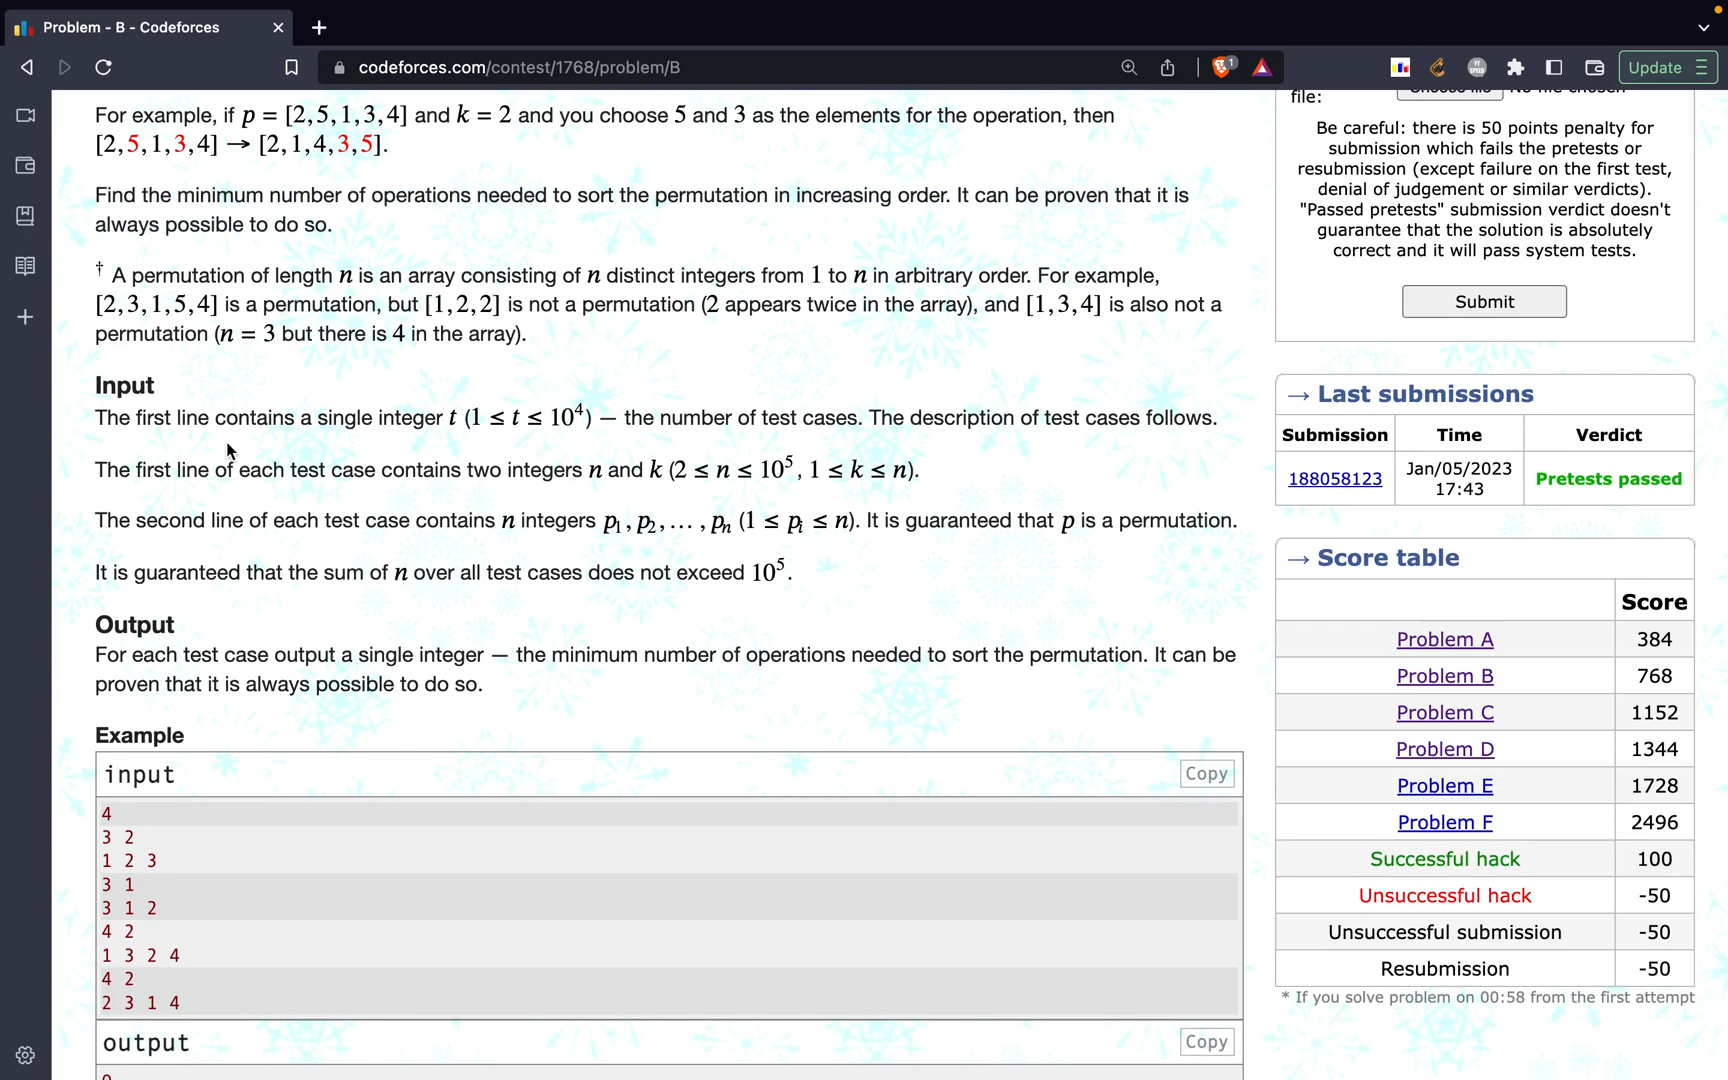 Problem - B - Codeforces
codeforces.com/contest/1768/problem/B
1
YT SPEED
Update
For example, if p = [2, 5, 1, 3, 4] and k = 2 and you choose 5 and 3 as the elements for the operation, then
[2, 5, 1, 3, 4] → [2, 1, 4, 3, 5].
Find the minimum number of operations needed to sort the permutation in increasing order. It can be proven that it is
always possible to do so.
† A permutation of length n is an array consisting of n distinct integers from 1 to n in arbitrary order. For example,
[2, 3, 1, 5, 4] is a permutation, but [1, 2, 2] is not a permutation (2 appears twice in the array), and [1, 3, 4] is also not a
permutation (n = 3 but there is 4 in the array).
Input
The first line contains a single integer t (1 ≤ t ≤ 10⁴) — the number of test cases. The description of test cases follows.
The first line of each test case contains two integers n and k (2 ≤ n ≤ 10⁵, 1 ≤ k ≤ n).
The second line of each test case contains n integers p₁, p₂, … , pₙ (1 ≤ pᵢ ≤ n). It is guaranteed that p is a permutation.
It is guaranteed that the sum of n over all test cases does not exceed 10⁵.
Output
For each test case output a single integer — the minimum number of operations needed to sort the permutation. It can be
proven that it is always possible to do so.
Example
input
Copy
4
3 2
1 2 3
3 1
3 1 2
4 2
1 3 2 4
4 2
2 3 1 4
output
Copy
file:
Be careful: there is 50 points penalty for
submission which fails the pretests or
resubmission (except failure on the first test,
denial of judgement or similar verdicts).
"Passed pretests" submission verdict doesn't
guarantee that the solution is absolutely
correct and it will pass system tests.
Submit
→ Last submissions
Submission Time Verdict
188058123 Jan/05/2023 17:43 Pretests passed
→ Score table
Score
Problem A 384
Problem B 768
Problem C 1152
Problem D 1344
Problem E 1728
Problem F 2496
Successful hack 100
Unsuccessful hack -50
Unsuccessful submission -50
Resubmission -50
* If you solve problem on 00:58 from the first attempt